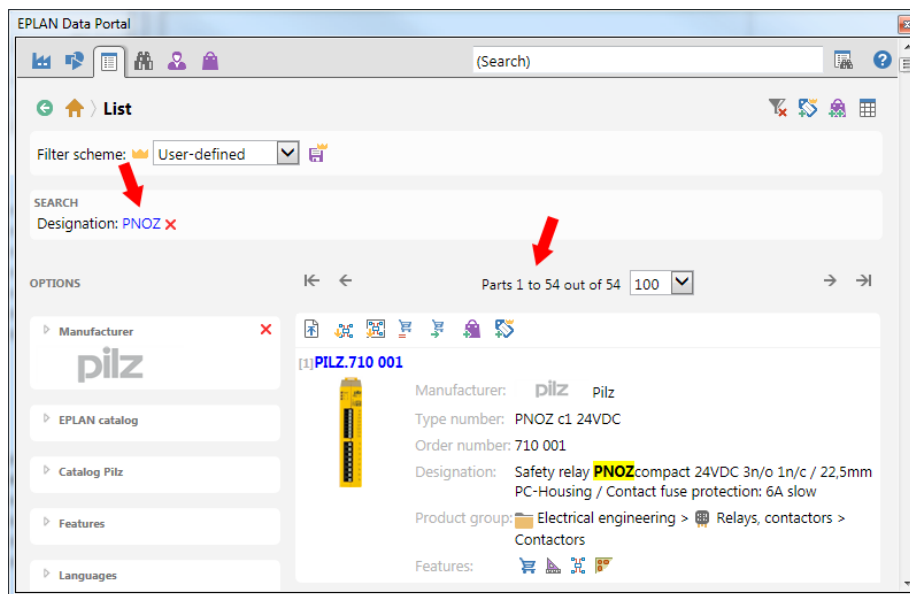 EPLAN Data Portal
(Search)
List
Filter scheme: User-defined
SEARCH
Designation: PNOZ
OPTIONS
Parts 1 to 54 out of 54 100
Manufacturer
pilz
EPLAN catalog
Catalog Pilz
Features
Languages
[1]PILZ.710 001
Manufacturer: pilz Pilz
Type number: PNOZ c1 24VDC
Order number: 710 001
Designation: Safety relay PNOZcompact 24VDC 3n/o 1n/c / 22,5mm
PC-Housing / Contact fuse protection: 6A slow
Product group: Electrical engineering > Relays, contactors >
Contactors
Features: